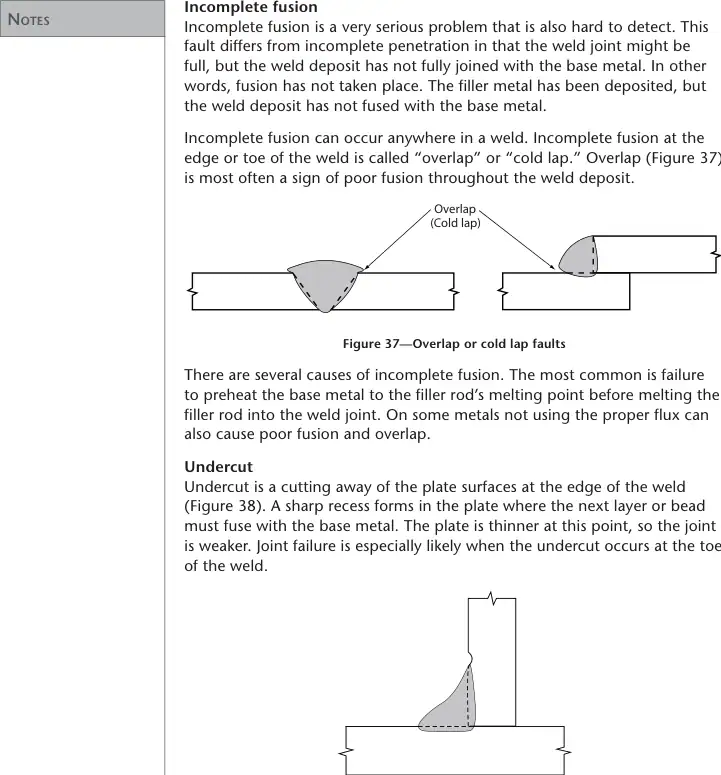 NOTES
Incomplete fusion
Incomplete fusion is a very serious problem that is also hard to detect. This
fault differs from incomplete penetration in that the weld joint might be
full, but the weld deposit has not fully joined with the base metal. In other
words, fusion has not taken place. The filler metal has been deposited, but
the weld deposit has not fused with the base metal.
Incomplete fusion can occur anywhere in a weld. Incomplete fusion at the
edge or toe of the weld is called “overlap” or “cold lap.” Overlap (Figure 37)
is most often a sign of poor fusion throughout the weld deposit.
Overlap
(Cold lap)
Figure 37—Overlap or cold lap faults
There are several causes of incomplete fusion. The most common is failure
to preheat the base metal to the filler rod’s melting point before melting the
filler rod into the weld joint. On some metals not using the proper flux can
also cause poor fusion and overlap.
Undercut
Undercut is a cutting away of the plate surfaces at the edge of the weld
(Figure 38). A sharp recess forms in the plate where the next layer or bead
must fuse with the base metal. The plate is thinner at this point, so the joint
is weaker. Joint failure is especially likely when the undercut occurs at the toe
of the weld.